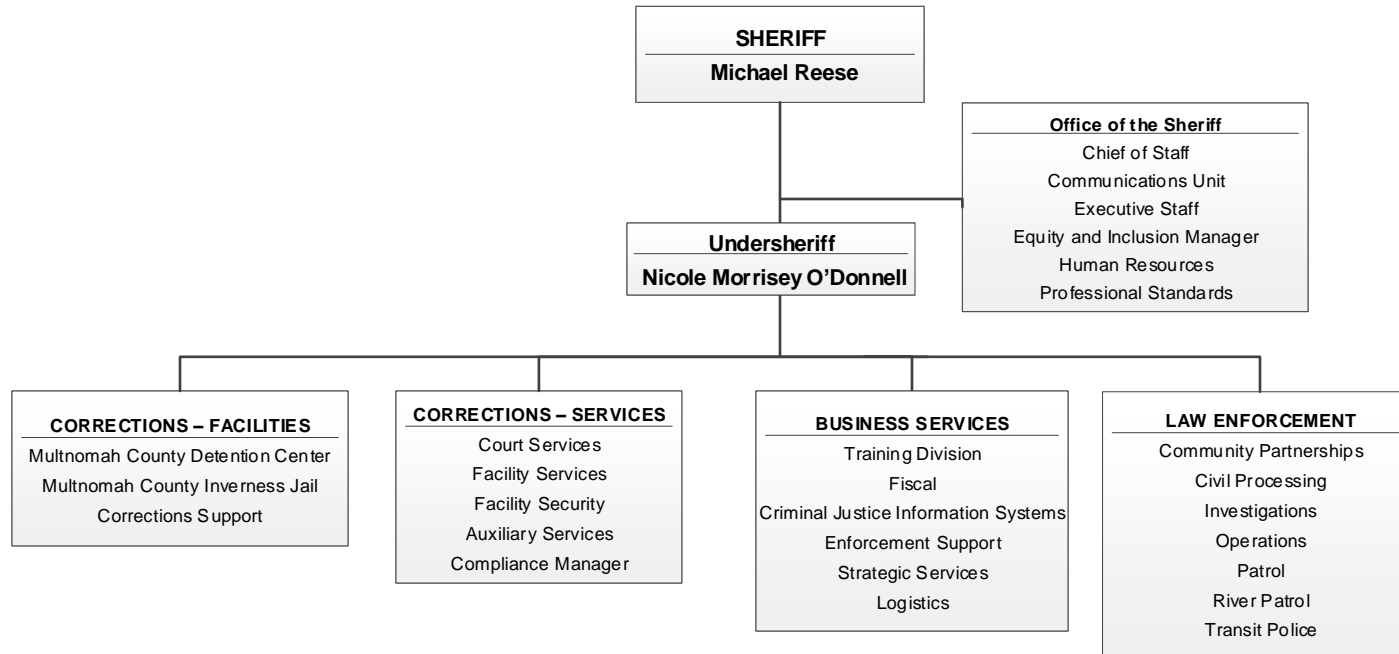 SHERIFF
Michael Reese
Office of the Sheriff
Chief of Staff
Communications Unit
Executive Staff
Equity and Inclusion Manager
Human Resources
Professional Standards
Undersheriff
Nicole Morrisey O’Donnell
CORRECTIONS – FACILITIES
Multnomah County Detention Center
Multnomah County Inverness Jail
Corrections Support
CORRECTIONS – SERVICES
Court Services
Facility Services
Facility Security
Auxiliary Services
Compliance Manager
BUSINESS SERVICES
Training Division
Fiscal
Criminal Justice Information Systems
Enforcement Support
Strategic Services
Logistics
LAW ENFORCEMENT
Community Partnerships
Civil Processing
Investigations
Operations
Patrol
River Patrol
Transit Police